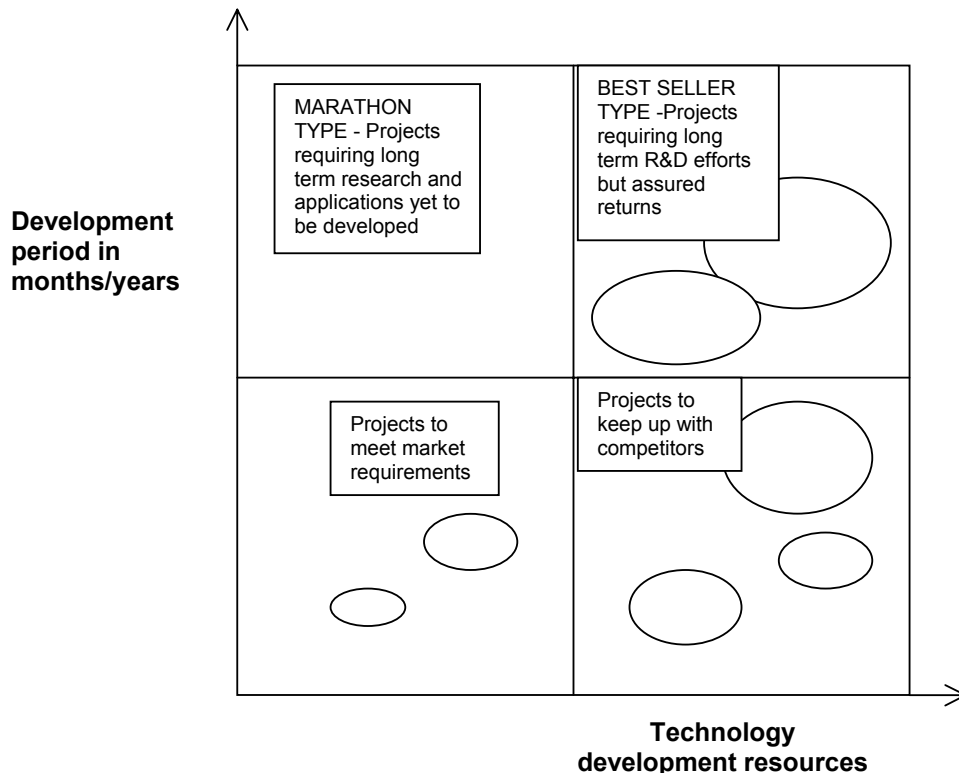 MARATHON
TYPE - Projects
requiring long
term research and
applications yet to
be developed
BEST SELLER
TYPE -Projects
requiring long
term R&D efforts
but assured
returns
Development
period in
months/years
Projects to
meet market
requirements
Projects to
keep up with
competitors
Technology
development resources